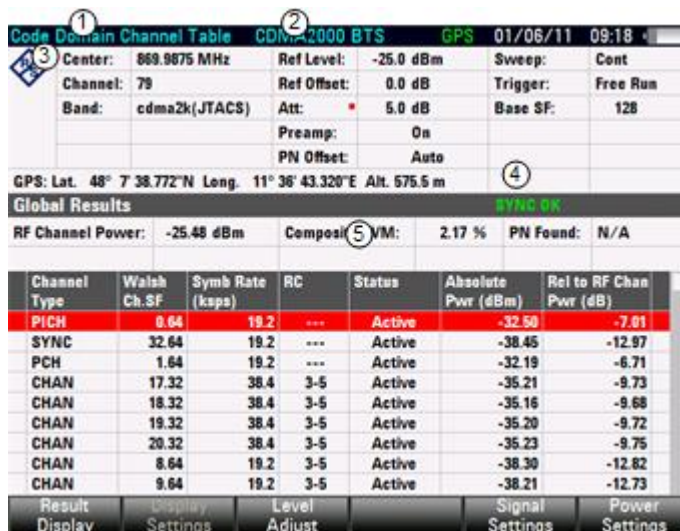 Code Domain Channel Table CDMA2000 BTS GPS 01/06/11 09:18
1 2 3 4 5
Center: 869.9875 MHz Ref Level: -25.0 dBm Sweep: Cont
Channel: 79 Ref Offset: 0.0 dB Trigger: Free Run
Band: cdma2k(JTACS) Att: 5.0 dB Base SF: 128
Preamp: On
PN Offset: Auto
GPS: Lat. 48° 7' 38.772"N Long. 11° 36' 43.320"E Alt. 575.5 m
Global Results SYNC OK
RF Channel Power: -25.48 dBm Composite EVM: 2.17 % PN Found: N/A
Channel Type Walsh Ch.SF Symb Rate (ksps) RC Status Absolute Pwr (dBm) Rel to RF Chan Pwr (dB)
PICH 0.64 19.2 --- Active -32.50 -7.01
SYNC 32.64 19.2 --- Active -38.45 -12.97
PCH 1.64 19.2 --- Active -32.19 -6.71
CHAN 17.32 38.4 3-5 Active -35.21 -9.73
CHAN 18.32 38.4 3-5 Active -35.16 -9.68
CHAN 19.32 38.4 3-5 Active -35.20 -9.72
CHAN 20.32 38.4 3-5 Active -35.23 -9.75
CHAN 8.64 19.2 3-5 Active -38.30 -12.82
CHAN 9.64 19.2 3-5 Active -38.21 -12.73
Result Display Display Settings Level Adjust Signal Settings Power Settings